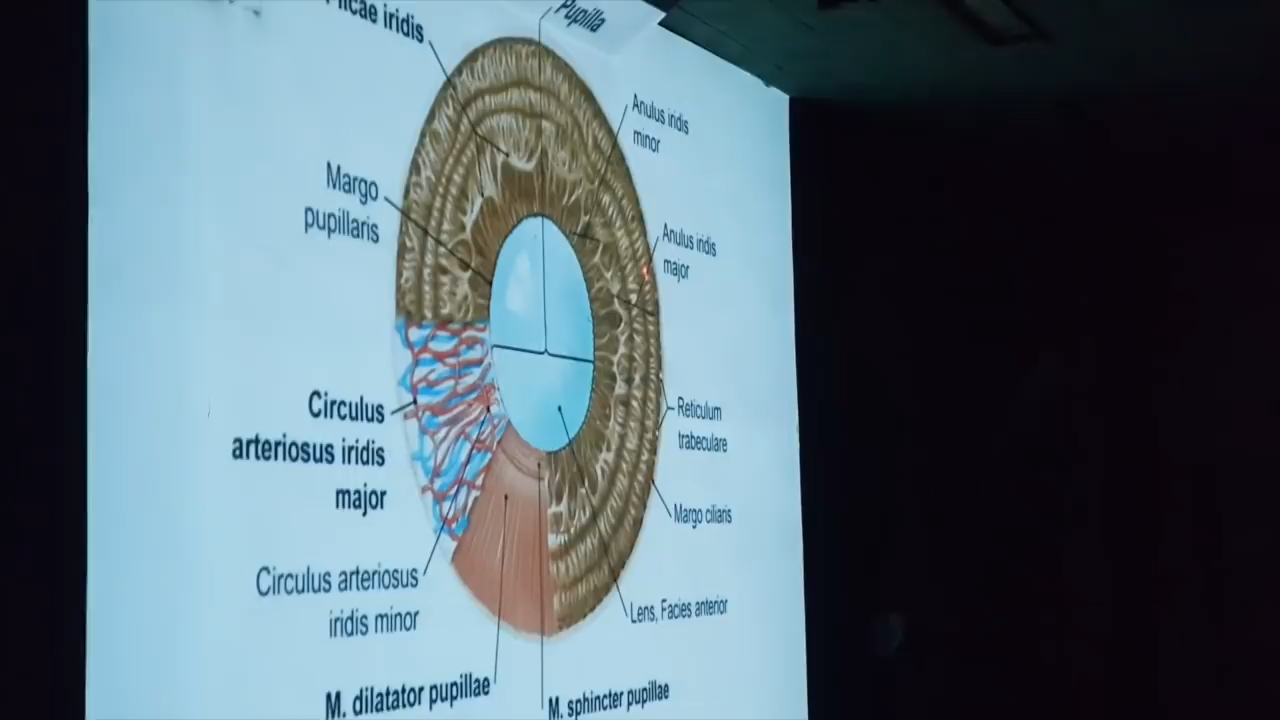 Plicae iridis
Pupilla
Anulus iridis
minor
Margo
pupillaris
Anulus iridis
major
Circulus
arteriosus iridis
major
Reticulum
trabeculare
Margo ciliaris
Circulus arteriosus
iridis minor
Lens, Facies anterior
M. dilatator pupillae
M. sphincter pupillae